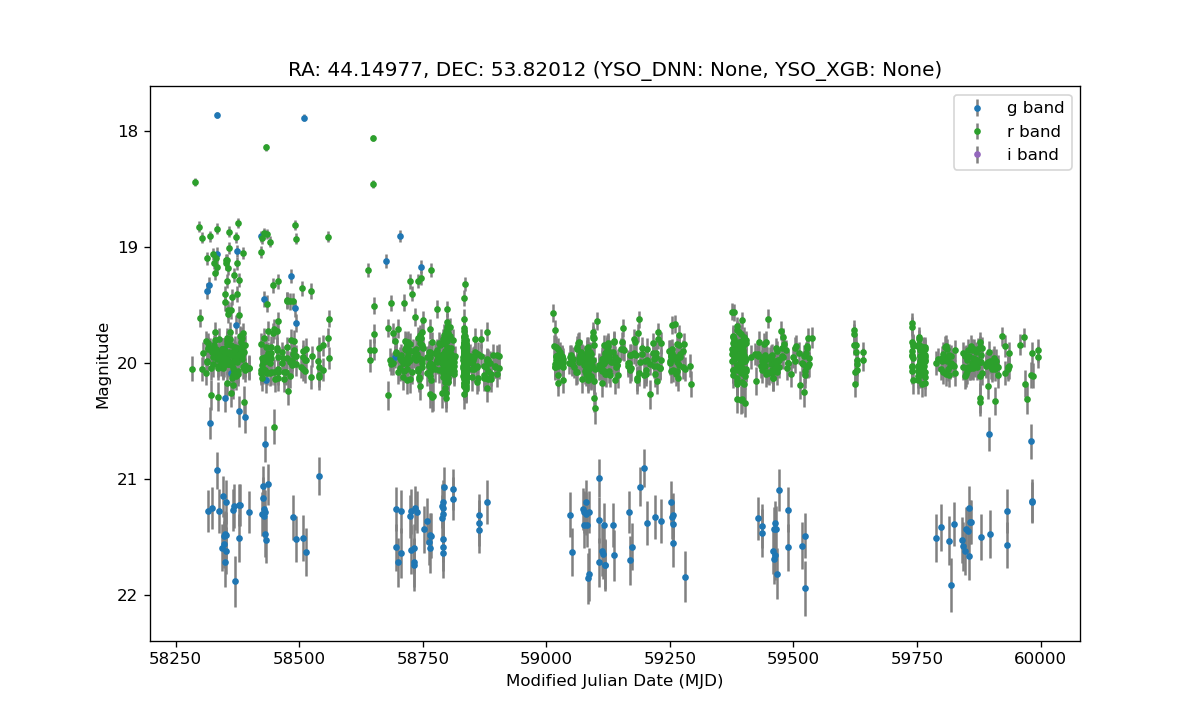 RA: 44.14977, DEC: 53.82012 (YSO_DNN: None, YSO_XGB: None)
g band
r band
i band
18
19
20
21
22
Magnitude
58250 58500 58750 59000 59250 59500 59750 60000
Modified Julian Date (MJD)